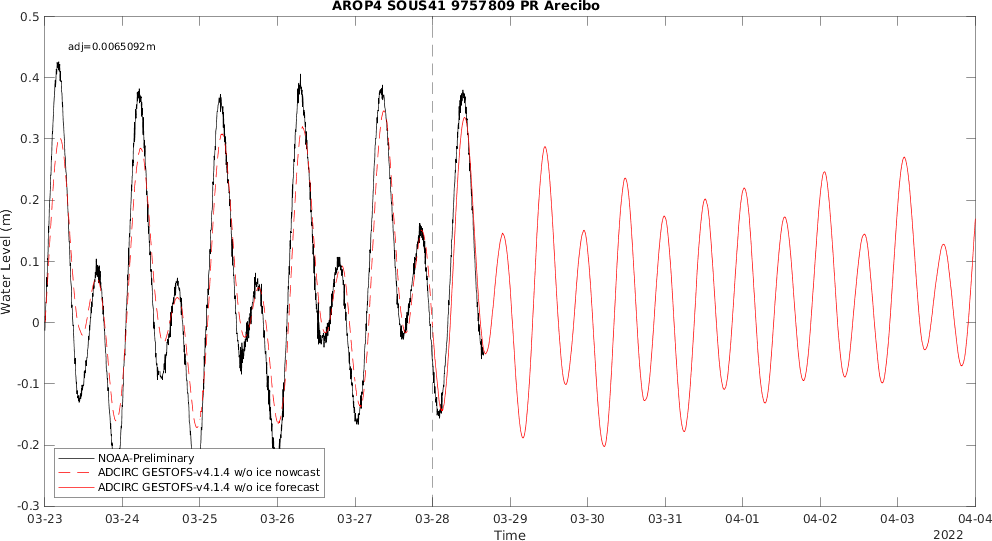 AROP4 SOUS41 9757809 PR Arecibo
adj=0.0065092m
0.5
0.4
0.3
0.2
0.1
0
-0.1
-0.2
-0.3
Water Level (m)
NOAA-Preliminary
ADCIRC GESTOFS-v4.1.4 w/o ice nowcast
ADCIRC GESTOFS-v4.1.4 w/o ice forecast
03-23 03-24 03-25 03-26 03-27 03-28 03-29 03-30 03-31 04-01 04-02 04-03 04-04
Time
2022